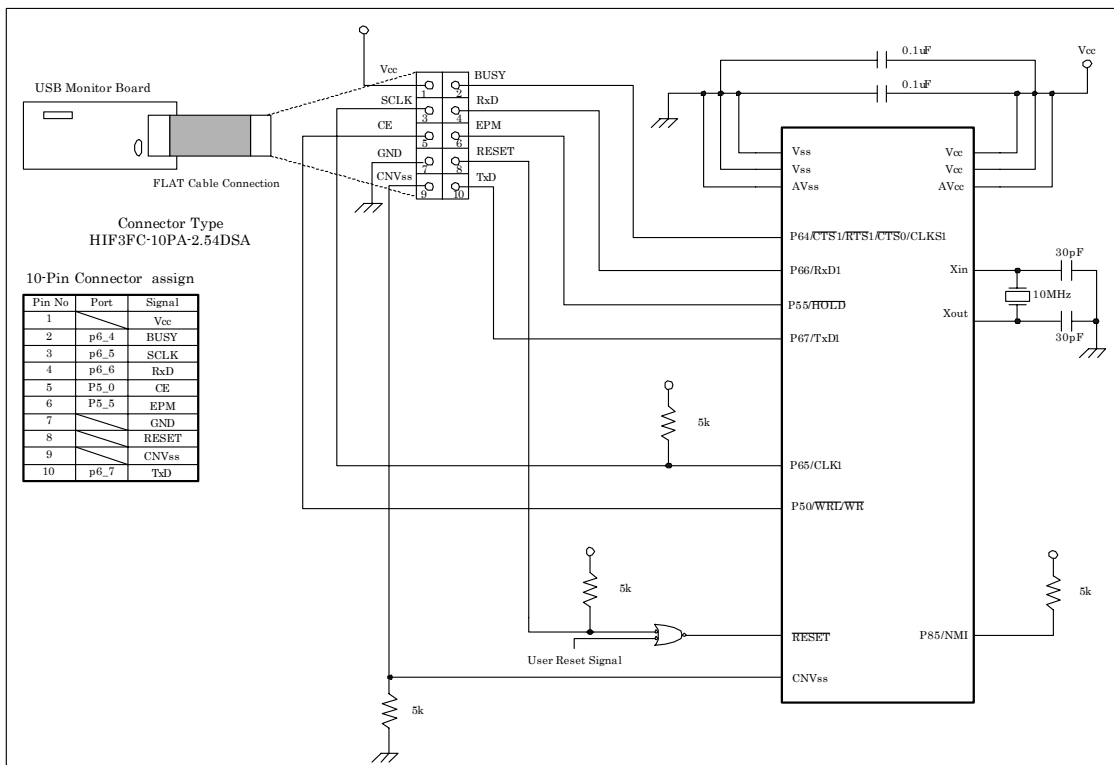 USB Monitor Board
FLAT Cable Connection
Connector Type
HIF3FC-10PA-2.54DSA
10-Pin Connector assign
Pin No Port Signal
1 Vcc
2 p6_4 BUSY
3 p6_5 SCLK
4 p6_6 RxD
5 P5_0 CE
6 P5_5 EPM
7 GND
8 RESET
9 CNVss
10 p6_7 TxD
Vcc
BUSY
1 2
SCLK
RxD
3 4
CE
EPM
5 6
GND
RESET
7 8
CNVss
TxD
9 10
0.1uF
0.1uF
Vcc
Vss
Vss
AVss
Vcc
Vcc
AVcc
P64/CTS1/RTS1/CTS0/CLKS1
P66/RxD1
P55/HOLD
P67/TxD1
P65/CLK1
P50/WRL/WR
RESET
CNVss
Xin
Xout
P85/NMI
30pF
10MHz
30pF
5k
5k
5k
5k
User Reset Signal